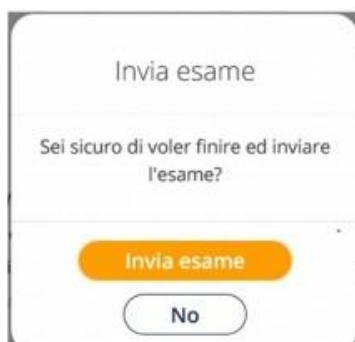 Invia esame
Sei sicuro di voler finire ed inviare
l'esame?
Invia esame
No